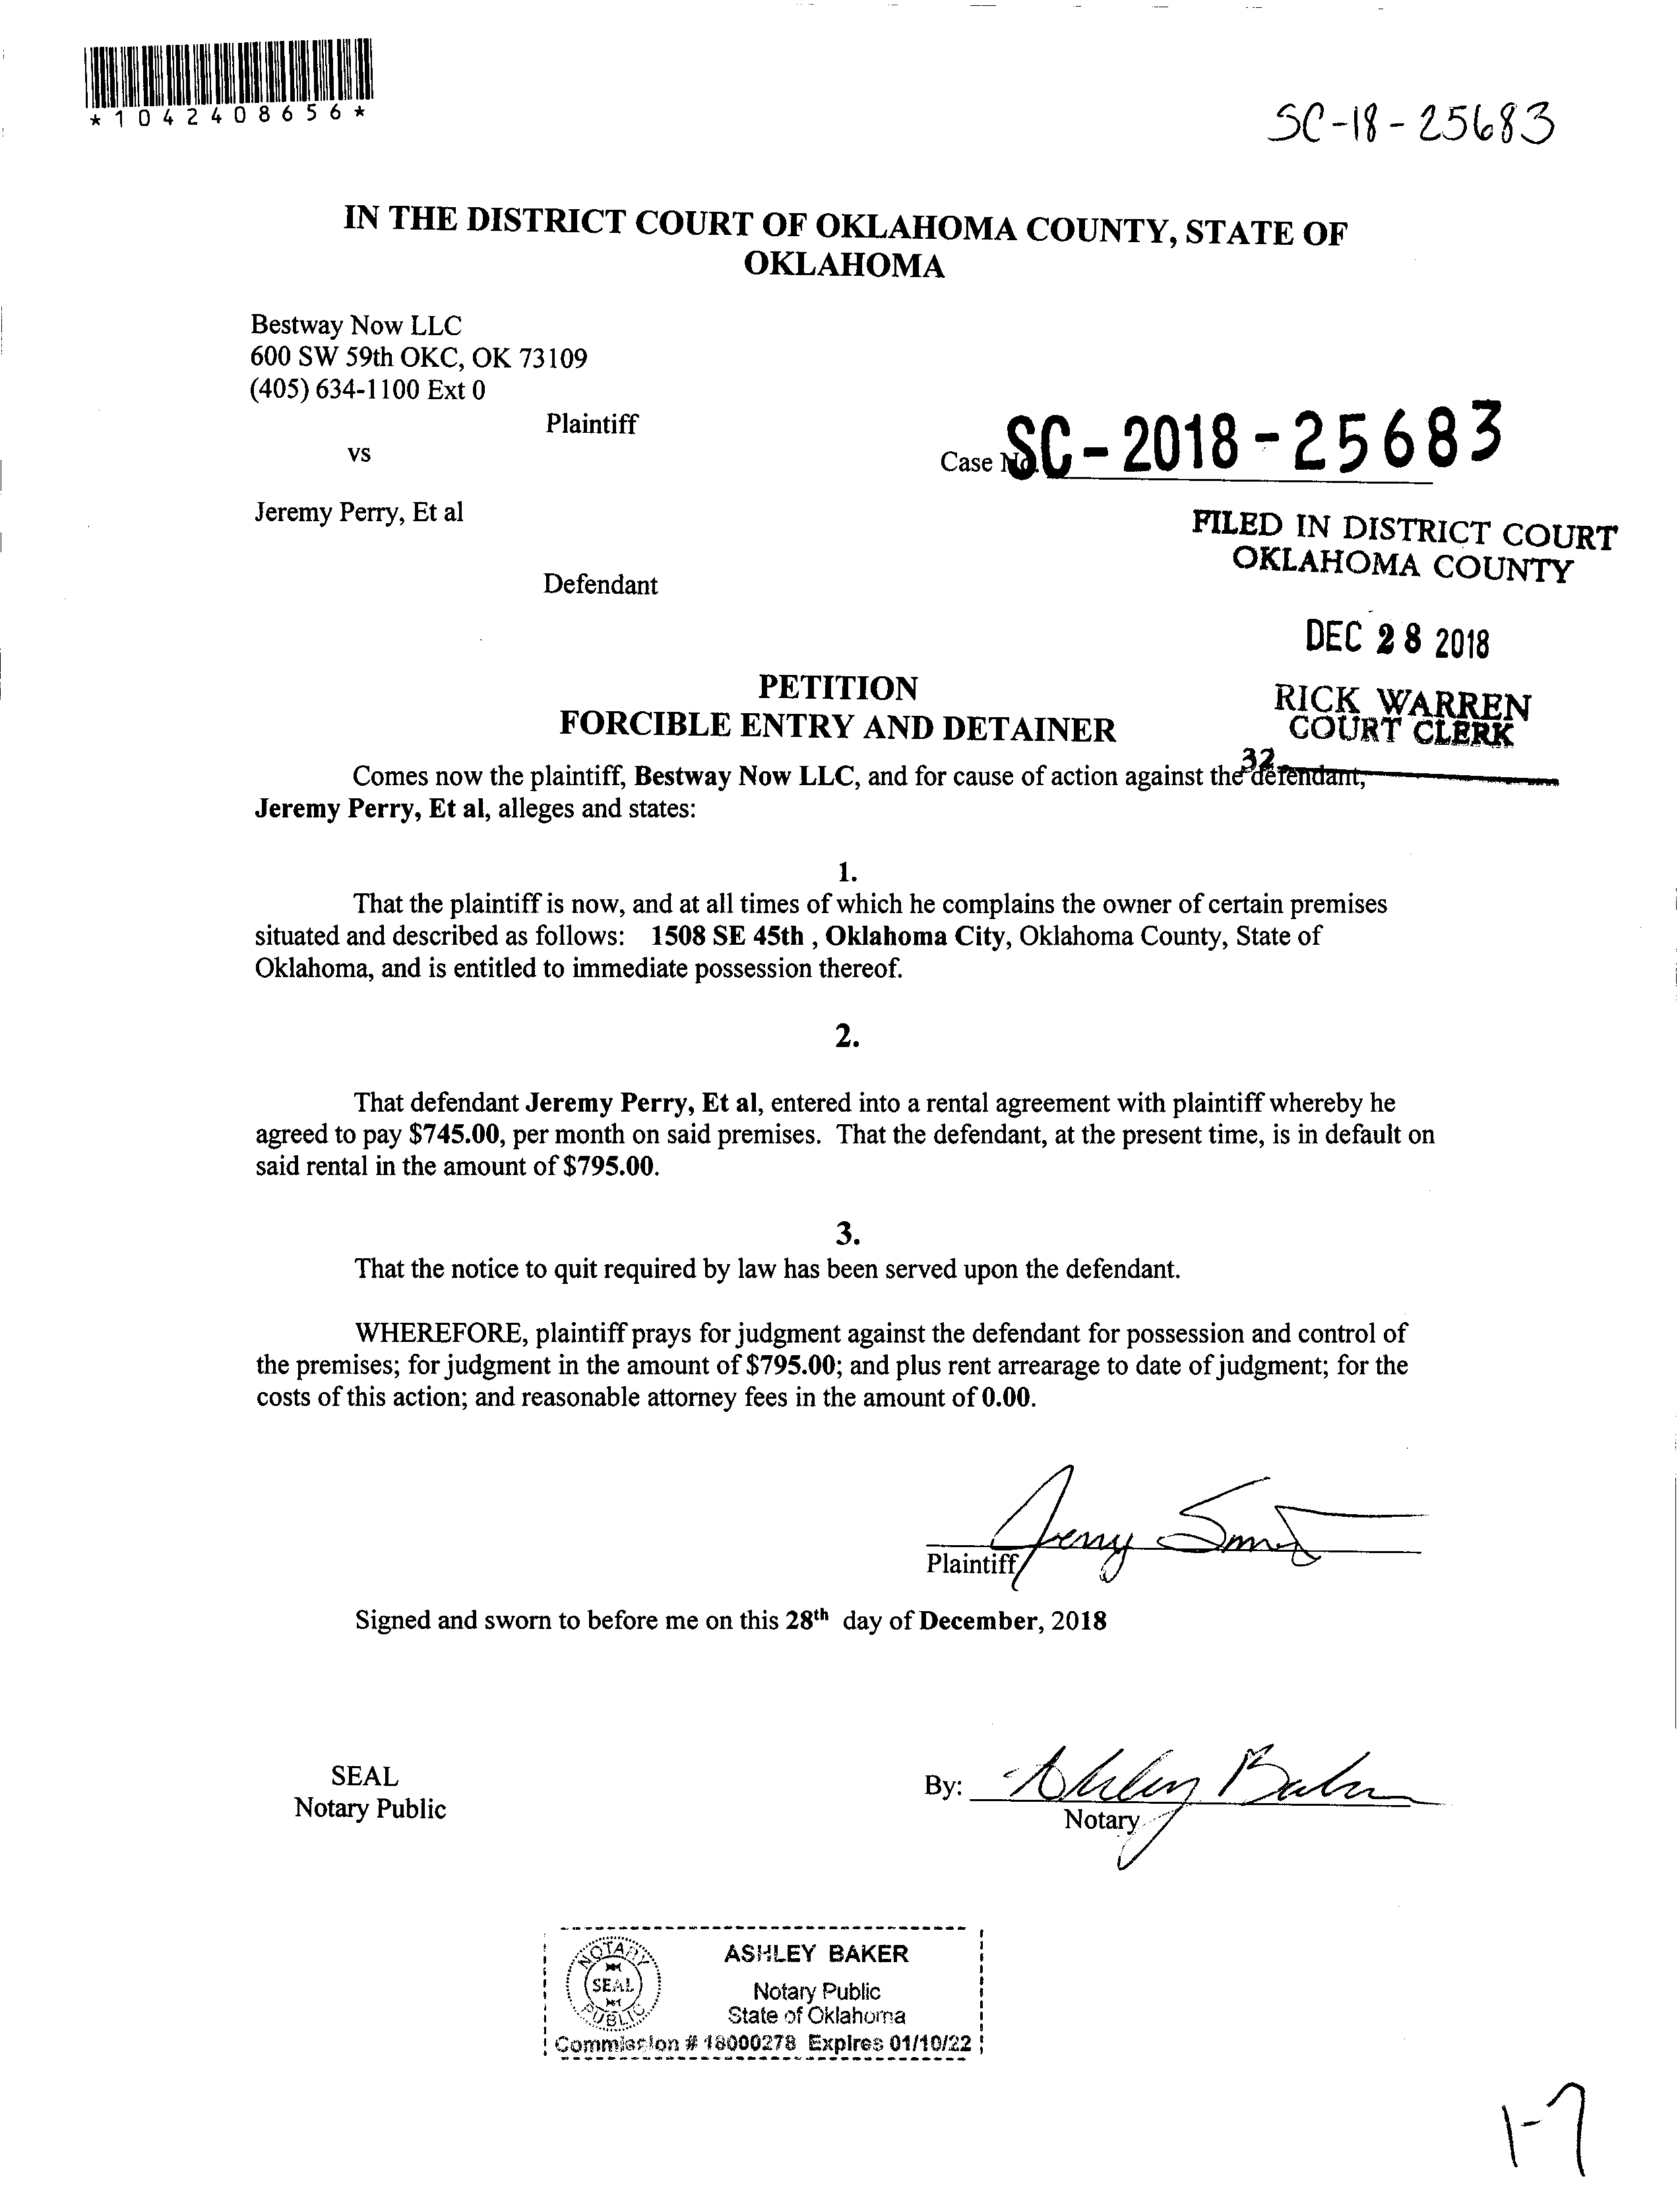 *1042408656*
SC-18-25683
IN THE DISTRICT COURT OF OKLAHOMA COUNTY, STATE OF
OKLAHOMA
Bestway Now LLC
600 SW 59th OKC, OK 73109
(405) 634-1100 Ext 0
Plaintiff
vs
Case No. SC-2018-25683
Jeremy Perry, Et al
FILED IN DISTRICT COURT
OKLAHOMA COUNTY
Defendant
DEC 28 2018
RICK WARREN
COURT CLERK
32
PETITION
FORCIBLE ENTRY AND DETAINER
Comes now the plaintiff, Bestway Now LLC, and for cause of action against the defendant,
Jeremy Perry, Et al, alleges and states:
1.
That the plaintiff is now, and at all times of which he complains the owner of certain premises
situated and described as follows: 1508 SE 45th , Oklahoma City, Oklahoma County, State of
Oklahoma, and is entitled to immediate possession thereof.
2.
That defendant Jeremy Perry, Et al, entered into a rental agreement with plaintiff whereby he
agreed to pay $745.00, per month on said premises. That the defendant, at the present time, is in default on
said rental in the amount of $795.00.
3.
That the notice to quit required by law has been served upon the defendant.
WHEREFORE, plaintiff prays for judgment against the defendant for possession and control of
the premises; for judgment in the amount of $795.00; and plus rent arrearage to date of judgment; for the
costs of this action; and reasonable attorney fees in the amount of 0.00.
Plaintiff
Signed and sworn to before me on this 28th day of December, 2018
SEAL
Notary Public
By: Ashley Baker
Notary
NOTARY
SEAL
PUBLIC
ASHLEY BAKER
Notary Public
State of Oklahoma
Commission # 18000278 Expires 01/10/22
1-7